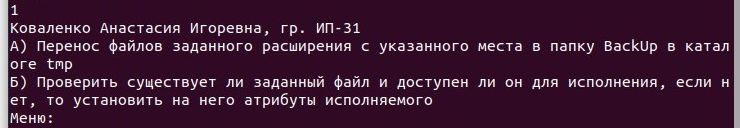 1
Коваленко Анастасия Игоревна, гр. ИП-31
А) Перенос файлов заданного расширения с указанного места в папку BackUp в катал
оге tmp
Б) Проверить существует ли заданный файл и доступен ли он для исполнения, если н
ет, то установить на него атрибуты исполняемого
Меню: